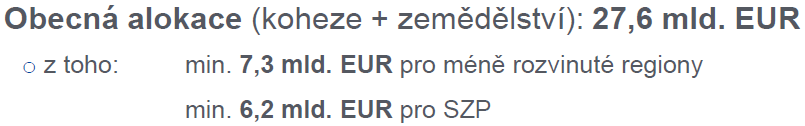 Obecná alokace (koheze + zemědělství): 27,6 mld. EUR
z toho: min. 7,3 mld. EUR pro méně rozvinuté regiony
min. 6,2 mld. EUR pro SZP